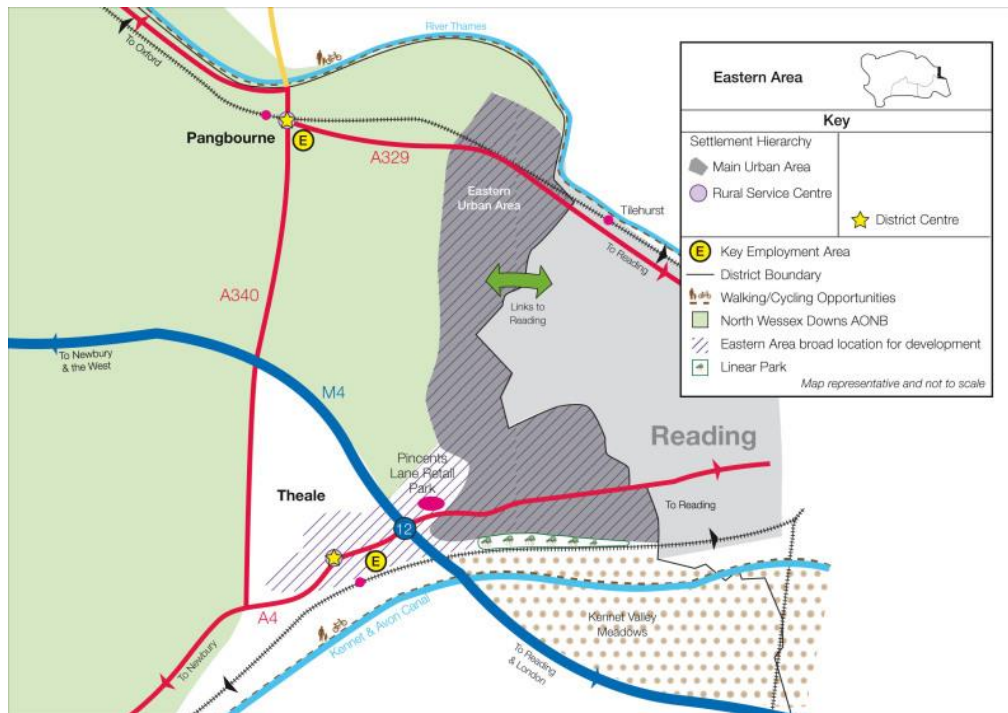 River Thames
To Oxford
Pangbourne
E
A329
Eastern
Urban Area
Tilehurst
To Reading
Links to
Reading
A340
To Newbury
& the West
M4
Reading
Pincents
Lane Retail
Park
Theale
To Reading
12
E
A4
Kennet & Avon Canal
Kennet Valley
Meadows
To Newbury
To Reading
& London
Eastern Area
Key
Settlement Hierarchy
Main Urban Area
Rural Service Centre
District Centre
E
Key Employment Area
District Boundary
Walking/Cycling Opportunities
North Wessex Downs AONB
Eastern Area broad location for development
Linear Park
Map representative and not to scale